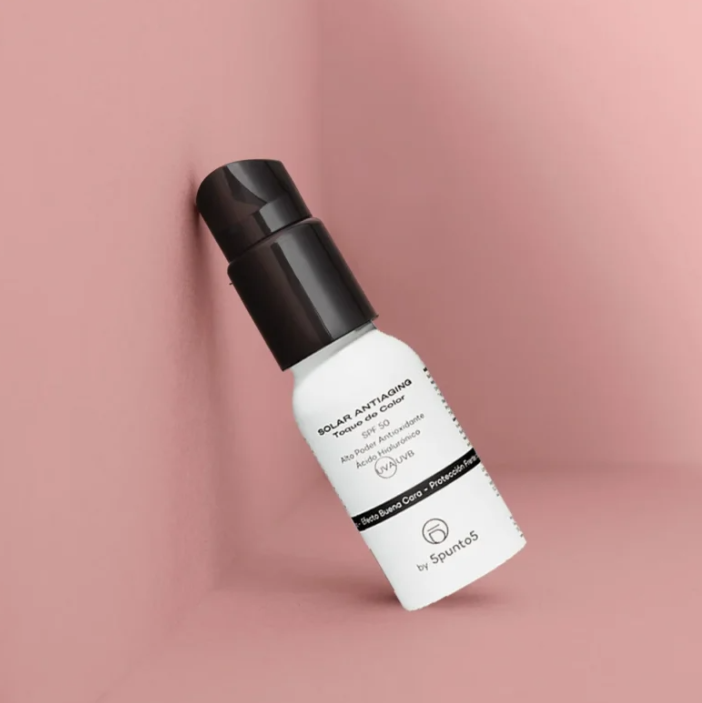 SOLAR ANTIAGING
Toque de Color
SPF 50
Alto Poder Antioxidante
Ácido Hialurónico
UVA UVB
- Efecto Buena Cara - Protección
by 5punto5